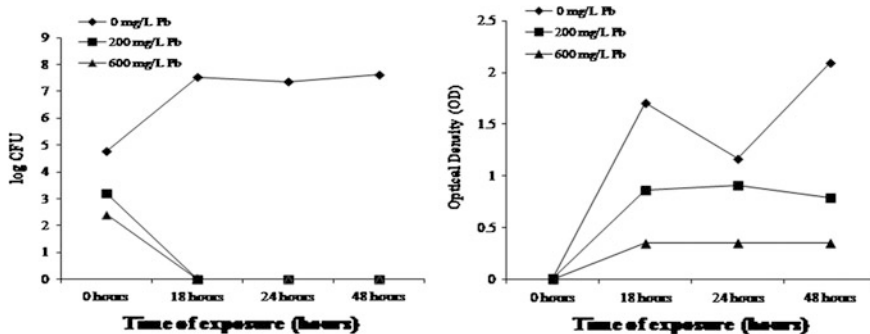 0 mg/L Pb
200 mg/L Pb
600 mg/L Pb
9
8
7
6
5
4
3
2
1
0
log CFU
0 hours
18 hours
24 hours
48 hours
Time of exposure (hours)
0 mg/L Pb
200 mg/L Pb
600 mg/L Pb
2.5
2
1.5
1
0.5
0
Optical Density (OD)
0 hours
18 hours
24 hours
48 hours
Time of exposure (hours)